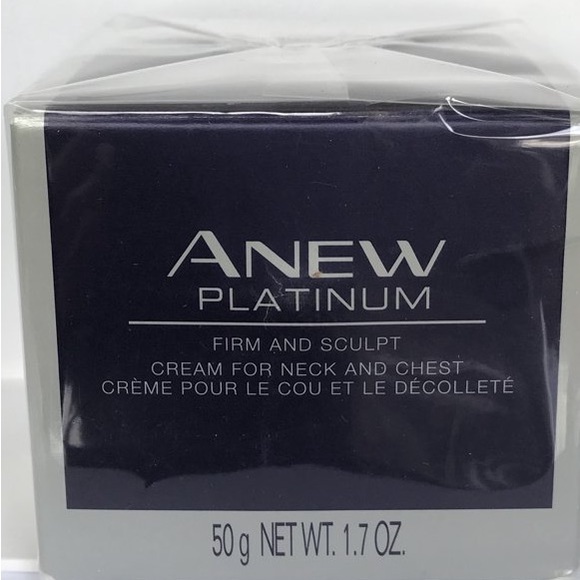 ANEW
PLATINUM
FIRM AND SCULPT
CREAM FOR NECK AND CHEST
CRÈME POUR LE COU ET LE DÉCOLLETÉ
50 g NET WT. 1.7 OZ.